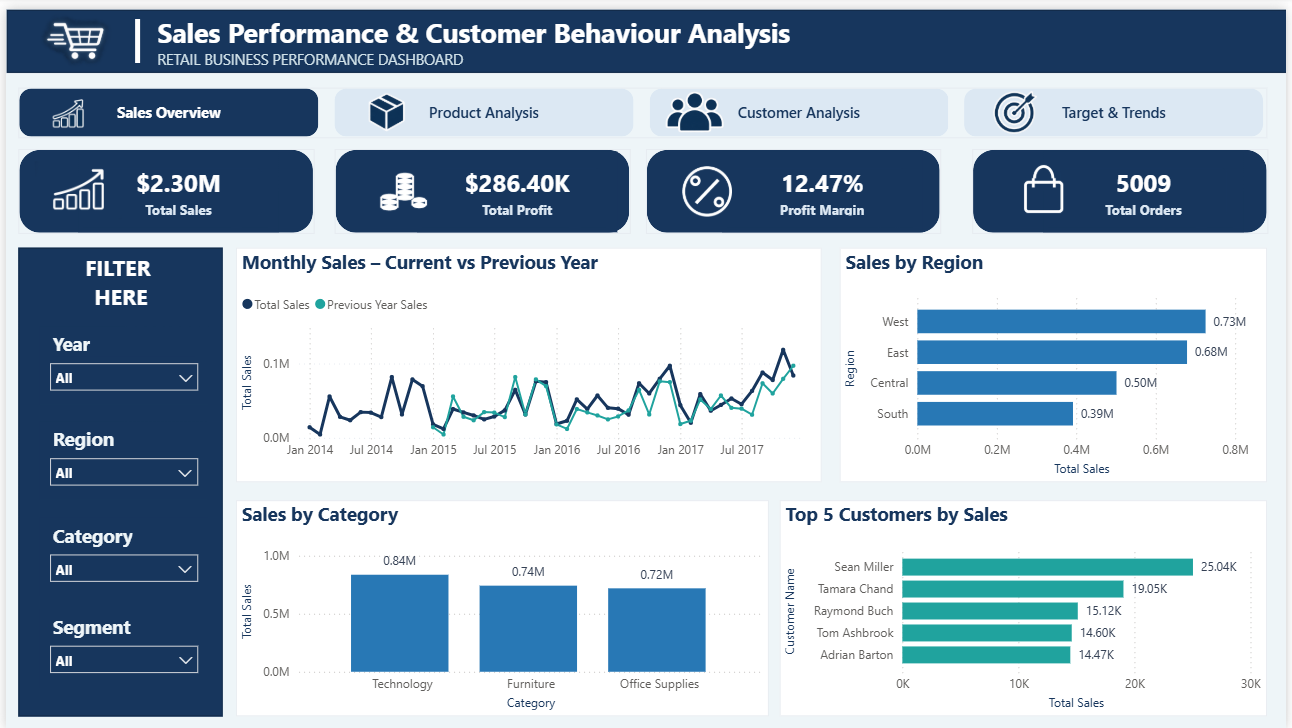 Sales Performance & Customer Behaviour Analysis
RETAIL BUSINESS PERFORMANCE DASHBOARD
Sales Overview
Product Analysis
Customer Analysis
Target & Trends
$2.30M
Total Sales
$286.40K
Total Profit
12.47%
Profit Margin
5009
Total Orders
FILTER
HERE
Year
All
Region
All
Category
All
Segment
All
Monthly Sales – Current vs Previous Year
Total Sales Previous Year Sales
Total Sales
0.1M
0.0M
Jan 2014 Jul 2014 Jan 2015 Jul 2015 Jan 2016 Jul 2016 Jan 2017 Jul 2017
Sales by Region
Region
West 0.73M
East 0.68M
Central 0.50M
South 0.39M
0.0M 0.2M 0.4M 0.6M 0.8M
Total Sales
Sales by Category
Total Sales
1.0M
0.5M
0.0M
0.84M 0.74M 0.72M
Technology Furniture Office Supplies
Category
Top 5 Customers by Sales
Customer Name
Sean Miller 25.04K
Tamara Chand 19.05K
Raymond Buch 15.12K
Tom Ashbrook 14.60K
Adrian Barton 14.47K
0K 10K 20K 30K
Total Sales